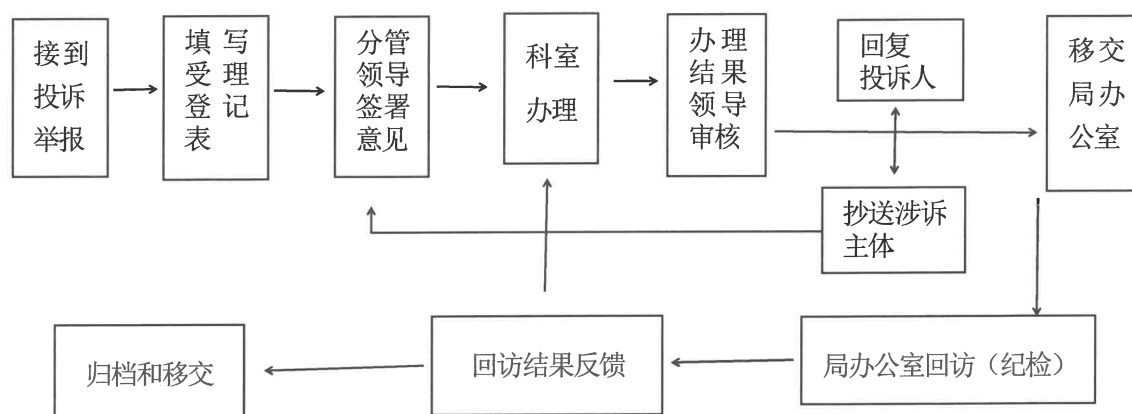 接到
投诉
举报
填写
受理
登记
表
分管
领导
签署
意见
科室
办理
办理
结果
领导
审核
回复
投诉人
移交
局办
公室
抄送涉诉
主体
归档和移交
回访结果反馈
局办公室回访（纪检）